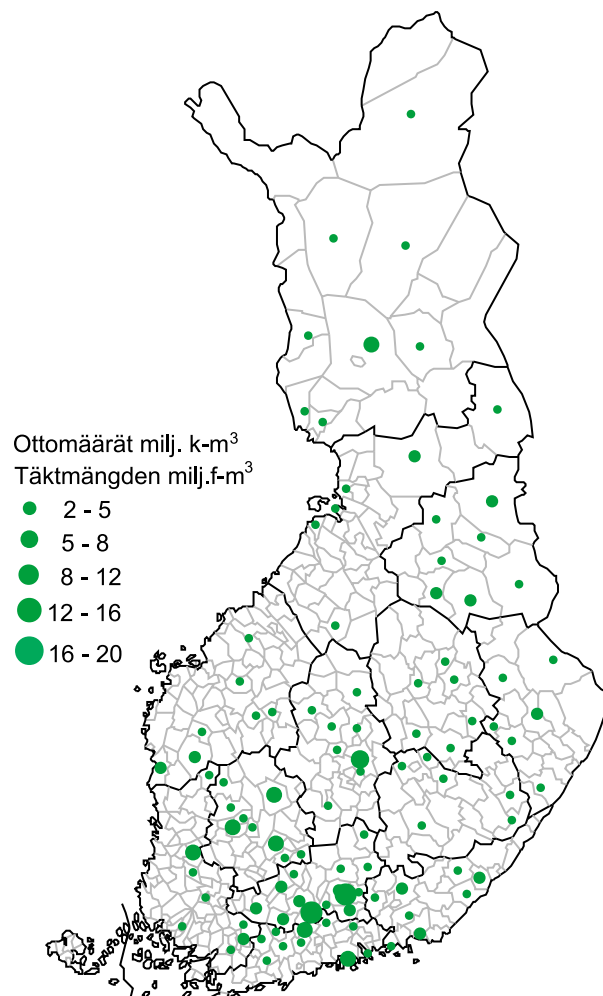 Ottomäärät milj. k-m³
Täktmängden milj.f-m³
2 - 5
5 - 8
8 - 12
12 - 16
16 - 20